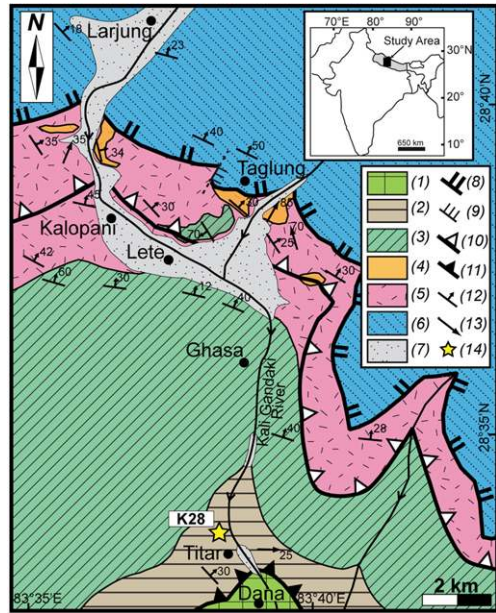 N
Larjung
18
23
70°E
80°E
90°E
Study Area
30°N
20°
10°
650 km
28°40'N
40
50
35
35
34
Taglung
30
45
30
70
20
85
70
25
Kalopani
42
60
30
Lete
12
40
30
(1)
(2)
(3)
(4)
(5)
(6)
(7)
(8)
(9)
(10)
(11)
(12)
(13)
(14)
Ghasa
Kali Gandaki
River
40
28
28°35'N
K28
Titar
25
30
Dana
83°35'E
83°40'E
2 km